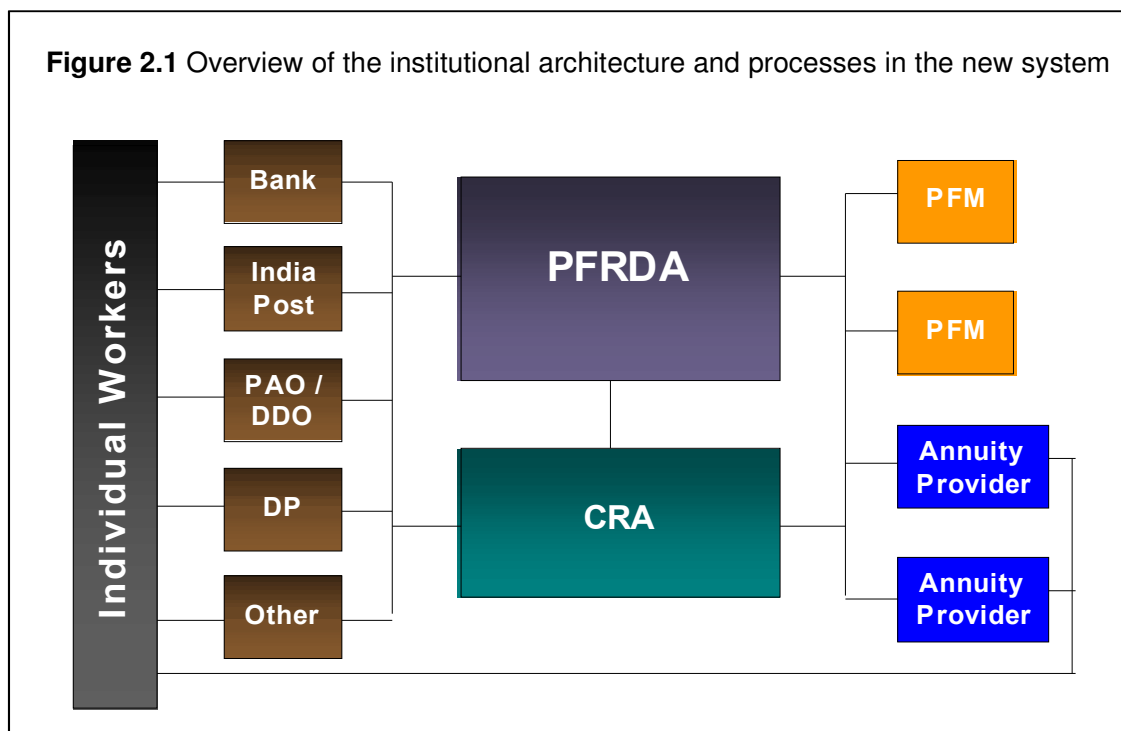 Figure 2.1 Overview of the institutional architecture and processes in the new system
Individual Workers
Bank
India
Post
PAO /
DDO
DP
Other
PFRDA
CRA
PFM
PFM
Annuity
Provider
Annuity
Provider